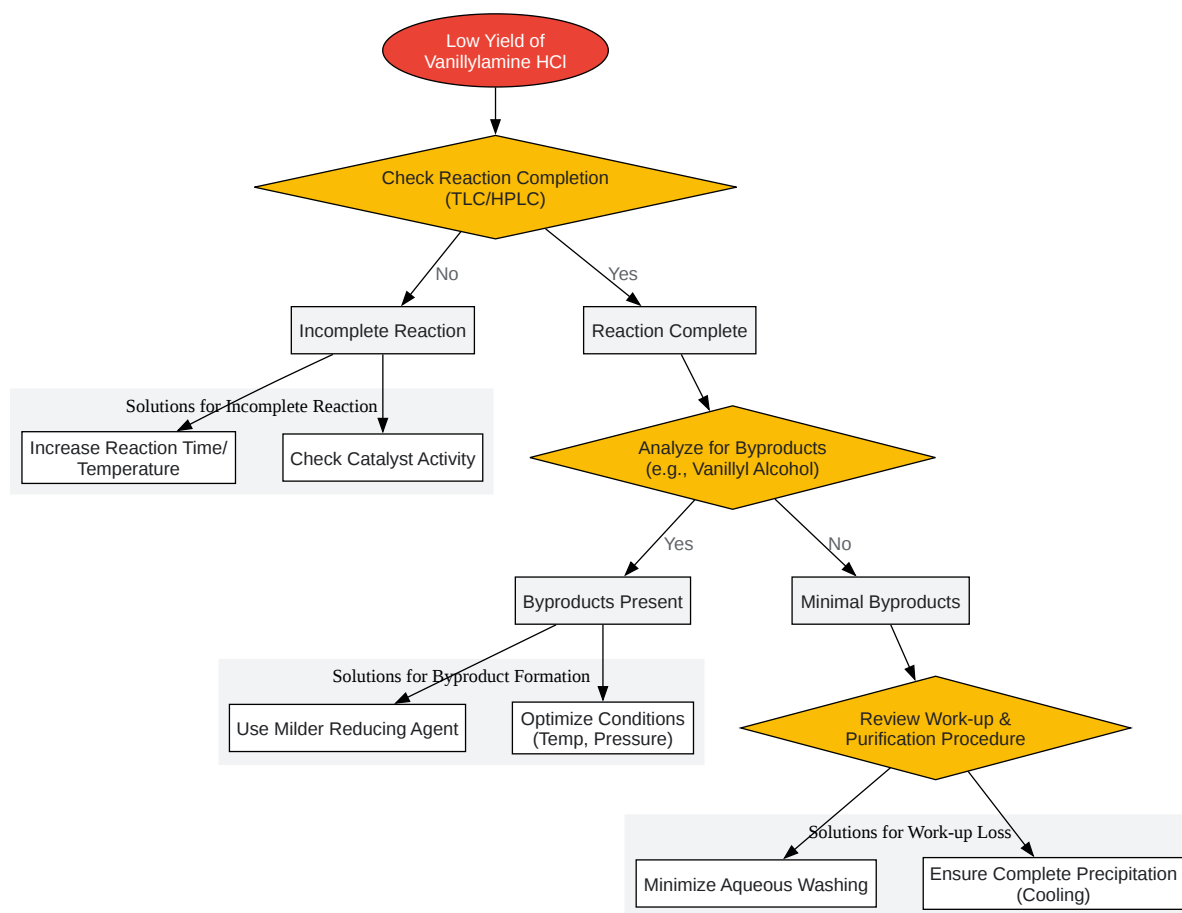 Low Yield of
Vanillylamine HCl
Check Reaction Completion
(TLC/HPLC)
No
Yes
Incomplete Reaction
Reaction Complete
Solutions for Incomplete Reaction
Increase Reaction Time/
Temperature
Check Catalyst Activity
Analyze for Byproducts
(e.g., Vanillyl Alcohol)
Yes
No
Byproducts Present
Minimal Byproducts
Solutions for Byproduct Formation
Use Milder Reducing Agent
Optimize Conditions
(Temp, Pressure)
Review Work-up &
Purification Procedure
Solutions for Work-up Loss
Minimize Aqueous Washing
Ensure Complete Precipitation
(Cooling)